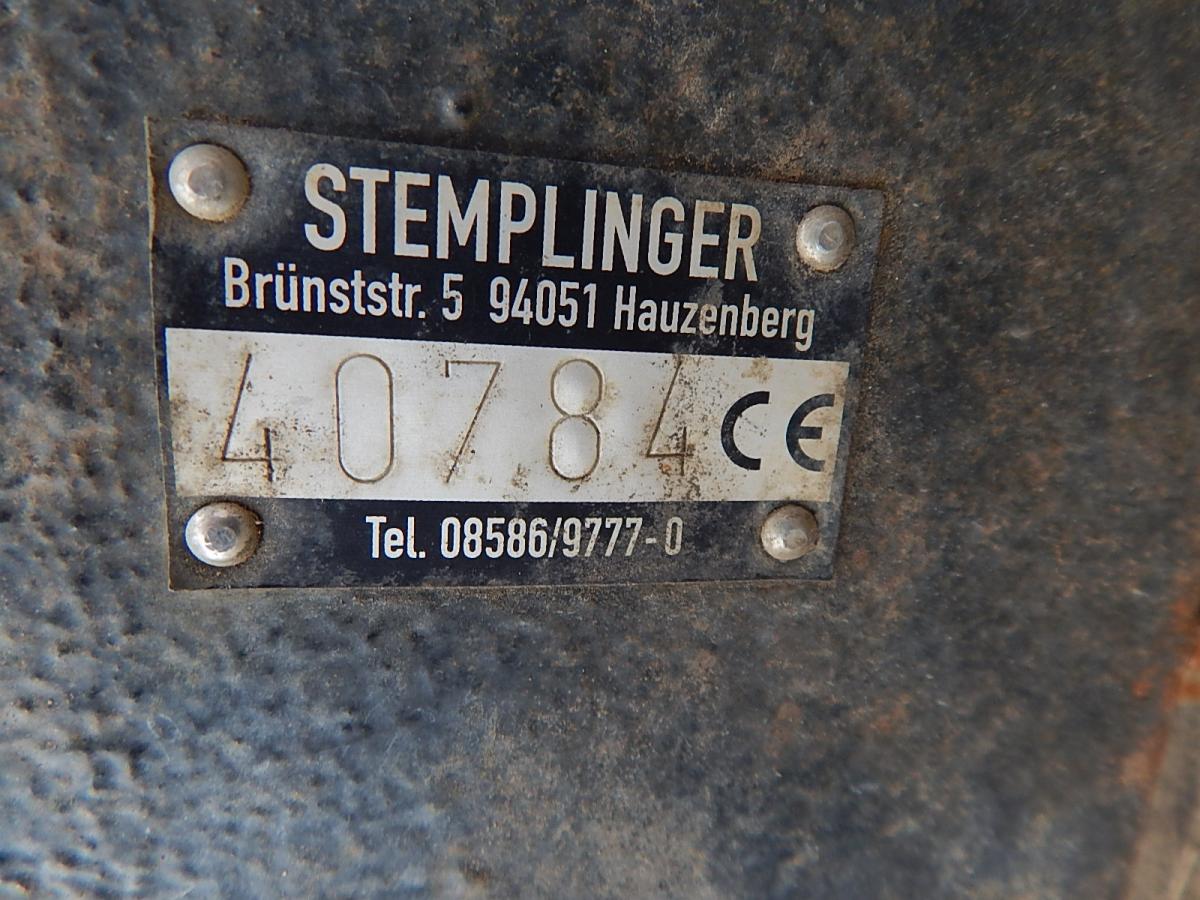 STEMPLINGER
Brünststr. 5 94051 Hauzenberg
40784 CE
Tel. 08586/9777-0